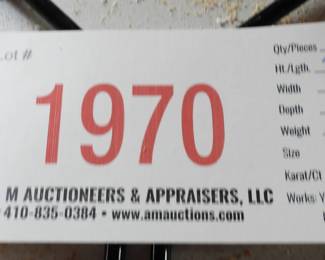 Lot #
1970
M AUCTIONEERS & APPRAISERS, LLC
410-835-0384 • www.amauctions.com
Qty/Pieces
Ht./Lgth.
Width
Depth
Weight
Size
Karat/Ct
Works: Y